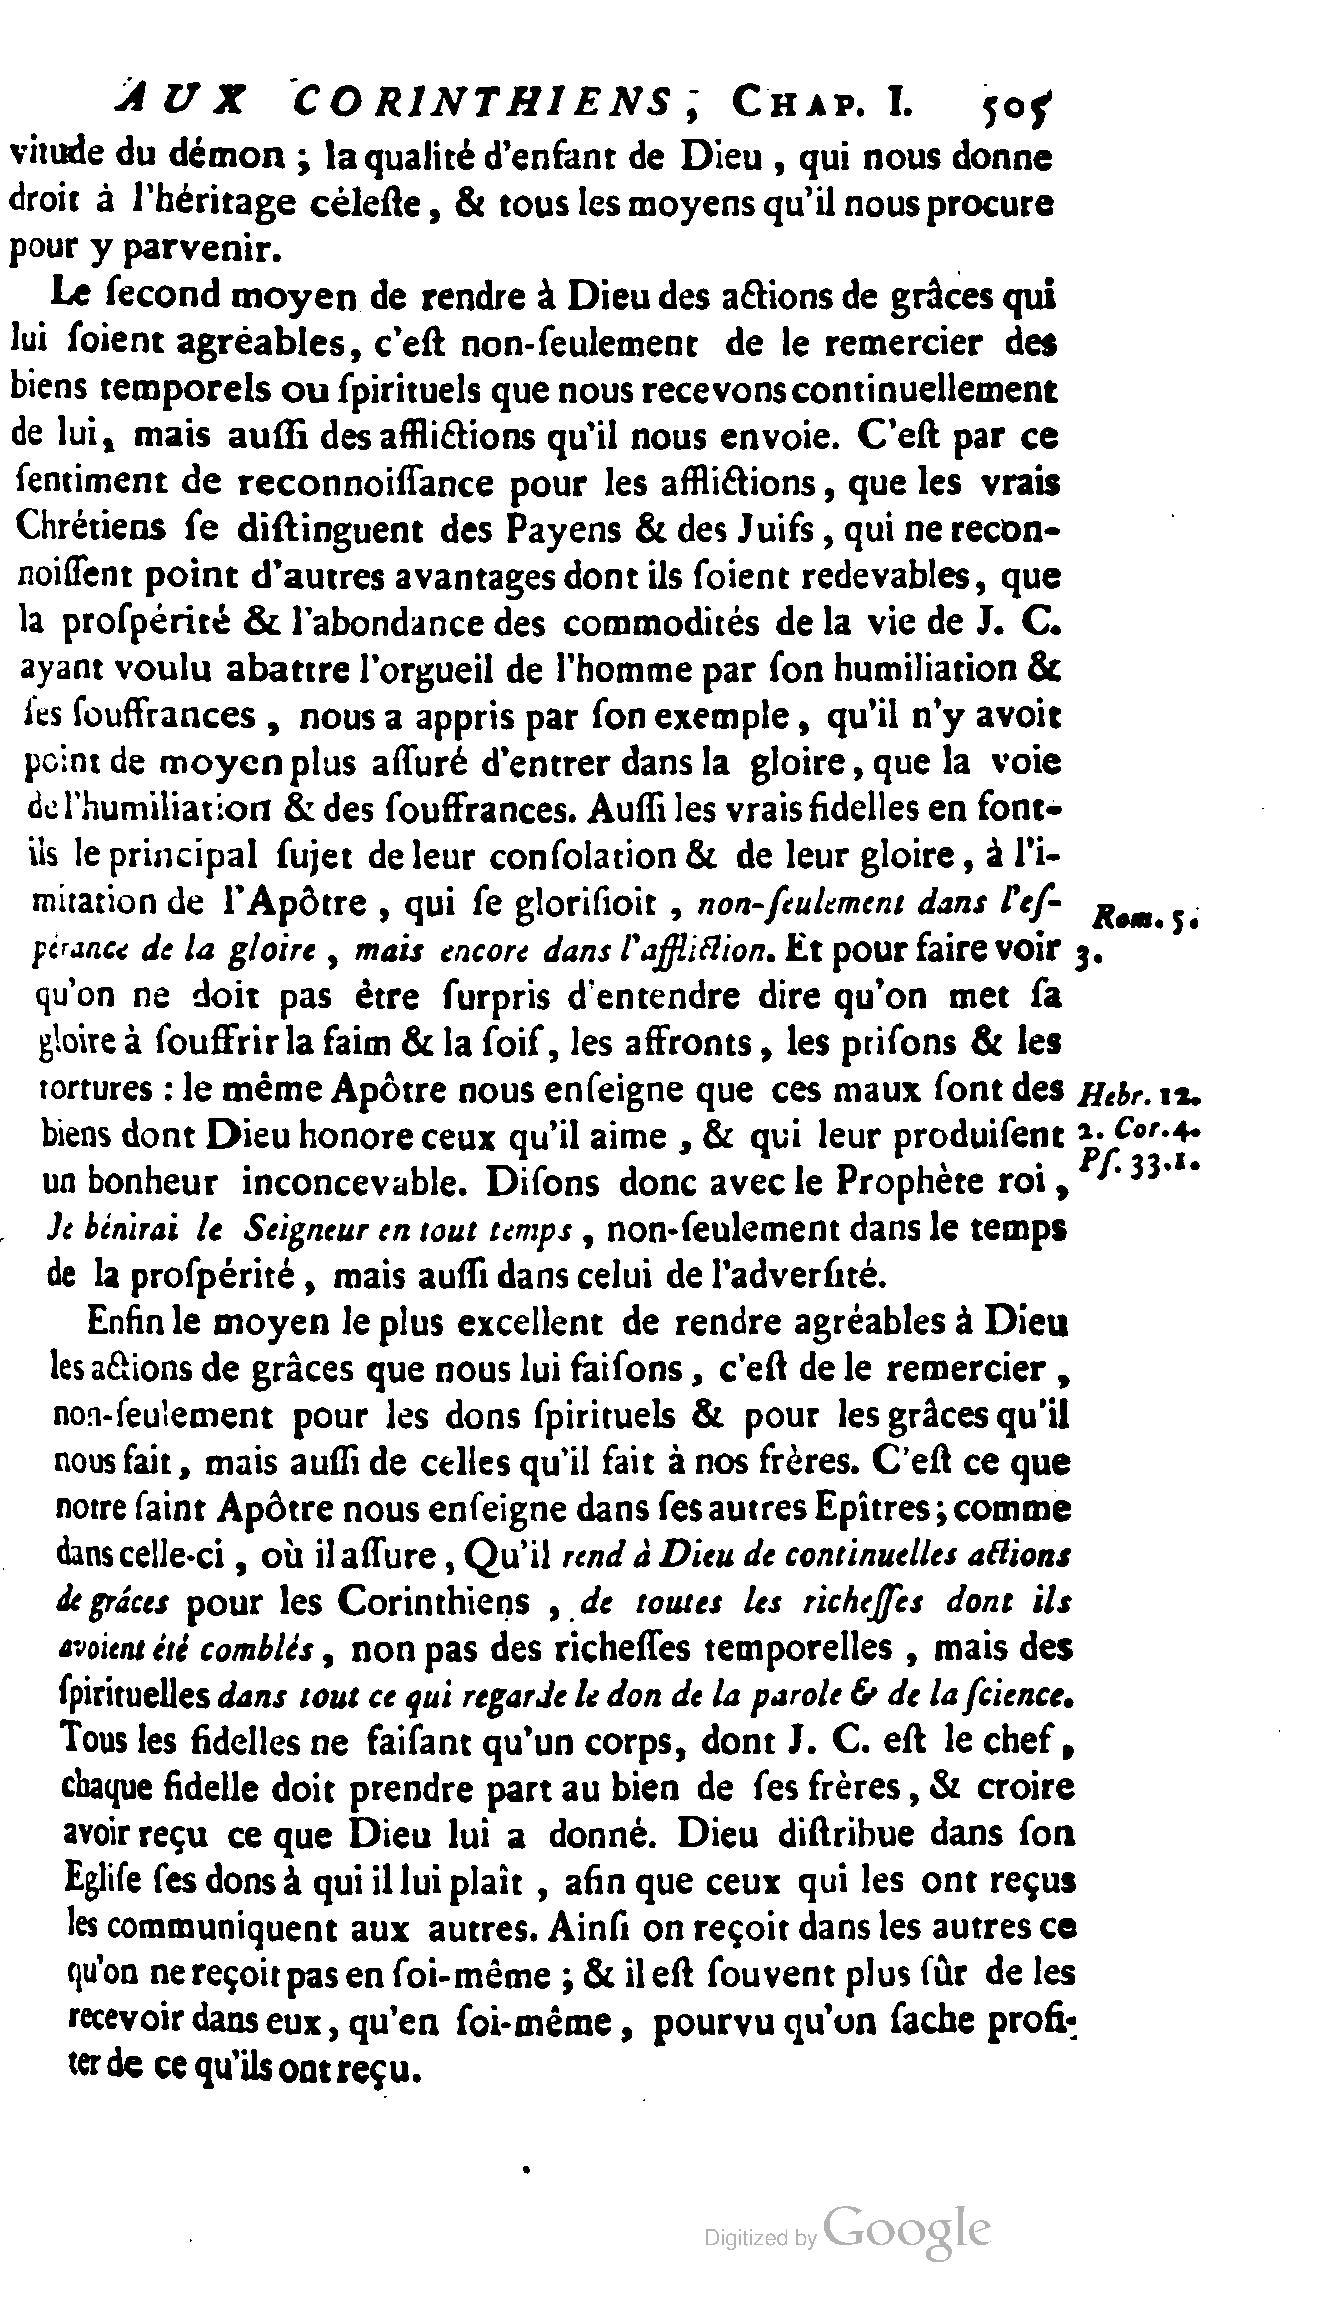 AUX CORINTHIENS, CHAP. I. 505
vitude du démon ; la qualité d'enfant de Dieu , qui nous donne
droit à l'héritage céleſte, & tous les moyens qu'il nous procure
pour y parvenir.
Le ſecond moyen de rendre à Dieu des actions de grâces qui
lui ſoient agréables, c'eſt non-ſeulement de le remercier des
biens temporels ou ſpirituels que nous recevons continuellement
de lui, mais auſſi des afflictions qu'il nous envoie. C'eſt par ce
ſentiment de reconnoiſſance pour les afflictions, que les vrais
Chrétiens ſe diſtinguent des Payens & des Juifs, qui ne recon-
noiſſent point d'autres avantages dont ils ſoient redevables, que
la proſpérité & l'abondance des commodités de la vie de J. C.
ayant voulu abattre l'orgueil de l'homme par ſon humiliation &
ſes ſouffrances , nous a appris par ſon exemple, qu'il n'y avoit
point de moyen plus aſſuré d'entrer dans la gloire, que la voie
de l'humiliation & des ſouffrances. Auſſi les vrais fidelles en font-
ils le principal ſujet de leur conſolation & de leur gloire, à l'i-
mitation de l'Apôtre , qui ſe glorifioit , non-ſeulement dans l'eſ-
pérance de la gloire , mais encore dans l'affliction. Et pour faire voir
Rom. 5.
3.
qu'on ne doit pas être ſurpris d'entendre dire qu'on met ſa
gloire à ſouffrir la faim & la ſoif, les affronts, les priſons & les
tortures : le même Apôtre nous enſeigne que ces maux ſont des
biens dont Dieu honore ceux qu'il aime , & qui leur produiſent
un bonheur inconcevable. Diſons donc avec le Prophète roi ,
Hebr. 12.
2. Cor. 4.
Pſ. 33. 1.
Je bénirai le Seigneur en tout temps , non-ſeulement dans le temps
de la proſpérité , mais auſſi dans celui de l'adverſité.
Enfin le moyen le plus excellent de rendre agréables à Dieu
les actions de grâces que nous lui faiſons, c'eſt de le remercier ,
non-ſeulement pour les dons ſpirituels & pour les grâces qu'il
nous fait, mais auſſi de celles qu'il fait à nos frères. C'eſt ce que
notre ſaint Apôtre nous enſeigne dans ſes autres Epîtres ; comme
dans celle-ci , où il aſſure , Qu'il rend à Dieu de continuelles actions
de grâces pour les Corinthiens , de toutes les richeſſes dont ils
avoient été comblés, non pas des richeſſes temporelles , mais des
ſpirituelles dans tout ce qui regarde le don de la parole & de la ſcience.
Tous les fidelles ne faiſant qu'un corps, dont J. C. eſt le chef,
chaque fidelle doit prendre part au bien de ſes frères, & croire
avoir reçu ce que Dieu lui a donné. Dieu diſtribue dans ſon
Egliſe ſes dons à qui il lui plaît , afin que ceux qui les ont reçus
les communiquent aux autres. Ainſi on reçoit dans les autres ce
qu'on ne reçoit pas en ſoi-même ; & il eſt ſouvent plus ſûr de les
recevoir dans eux, qu'en ſoi-même, pourvu qu'on ſache profi-
ter de ce qu'ils ont reçu.
Digitized by Google